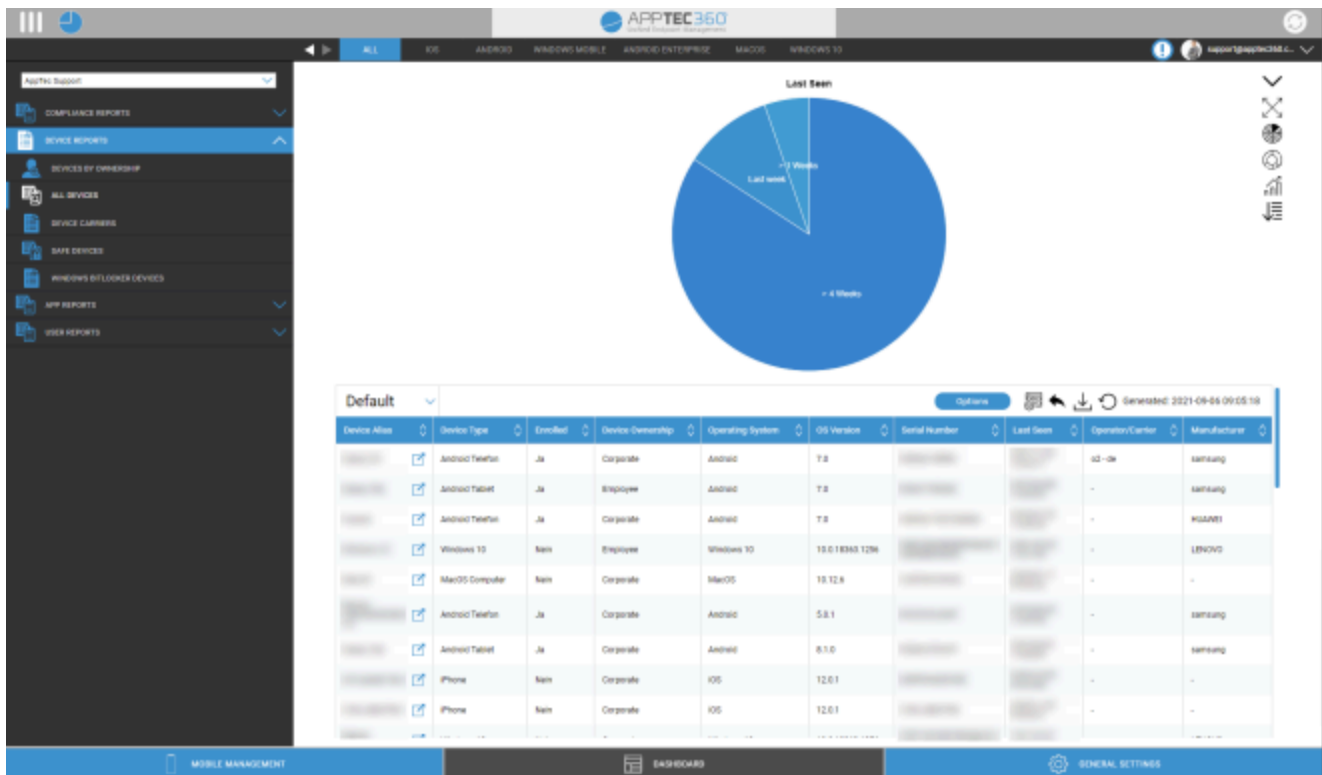 APPTEC360
Unified Endpoint Management
ALL IOS ANDROID WINDOWS MOBILE ANDROID ENTERPRISE MACOS WINDOWS 10
support@apptec360.c...
AppTec Support
COMPLIANCE REPORTS
DEVICE REPORTS
DEVICES BY OWNERSHIP
ALL DEVICES
DEVICE CARRIERS
SAFE DEVICES
WINDOWS BITLOCKER DEVICES
APP REPORTS
USER REPORTS
Last Seen
Weeks
Last week
4 Weeks
Default Options Generated: 2021-09-06 09:05:18
Device Alias Device Type Enrolled Device Ownership Operating System OS Version Serial Number Last Seen Operator/Carrier Manufacturer
Android Telefon Ja Corporate Android 7.0 o2 - de samsung
Android Tablet Ja Employee Android - samsung
Android Telefon Ja Corporate Android 7.0 - HUAWEI
Windows 10 Nein Employee Windows 10 10.0.18363.1256 - LENOVO
MacOS Computer Nein Corporate MacOS 10.12.6 - -
Android Telefon Ja Corporate Android - samsung
Android Tablet Ja Corporate Android 8.1.0 - samsung
iPhone Nein Corporate iOS 12.0.1 - -
iPhone Nein Corporate iOS 12.0.1 - -
MOBILE MANAGEMENT DASHBOARD GENERAL SETTINGS